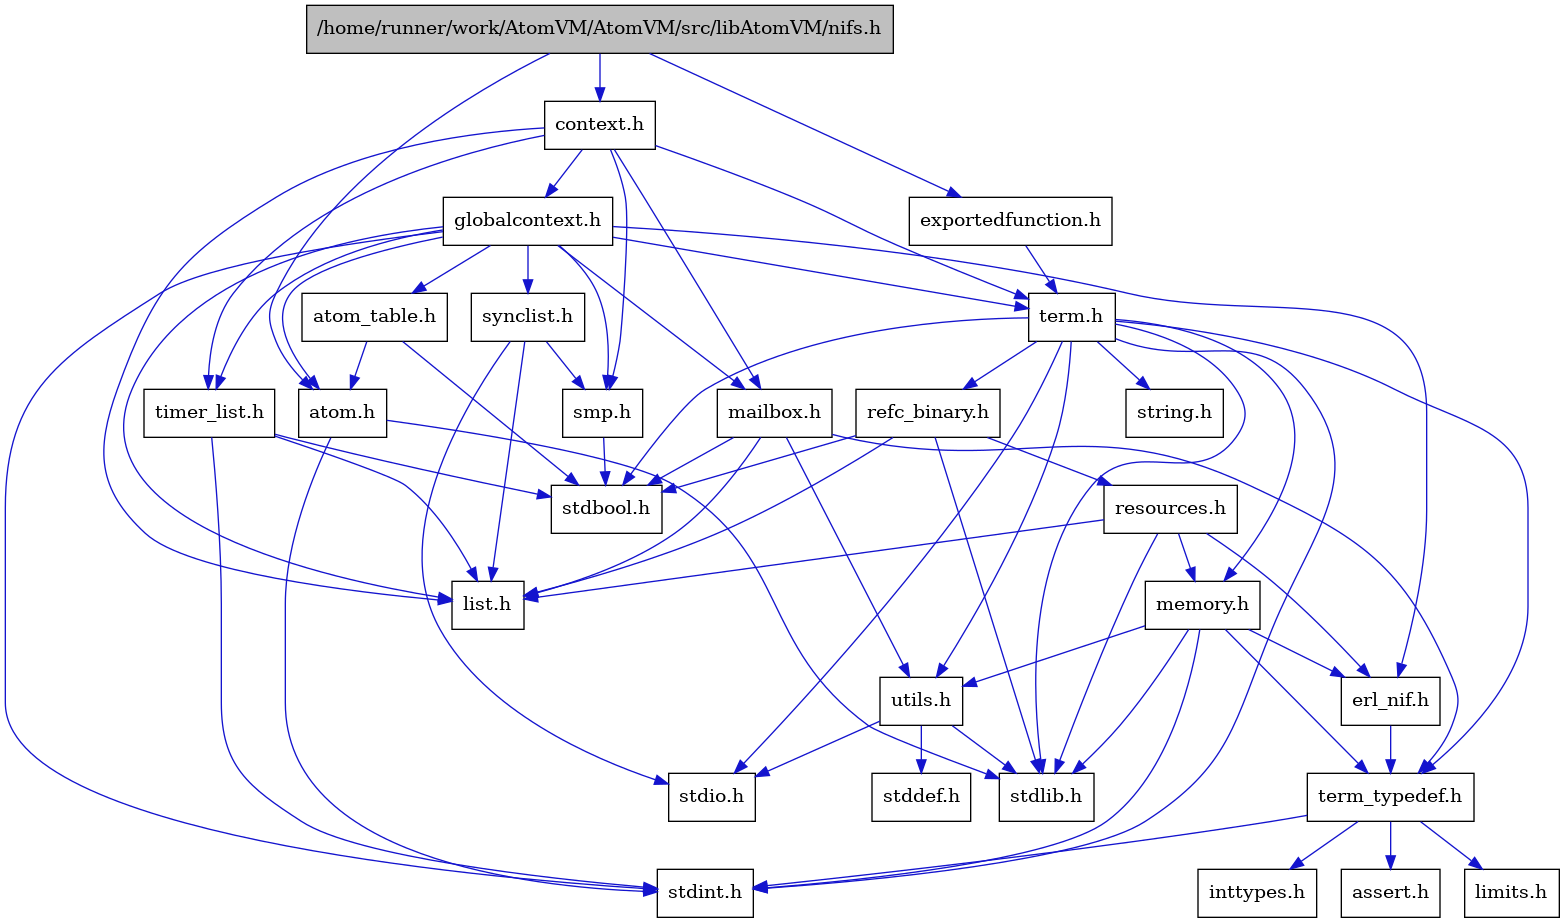 /home/runner/work/AtomVM/AtomVM/src/libAtomVM/nifs.h
context.h
globalcontext.h
exportedfunction.h
atom_table.h
synclist.h
term.h
timer_list.h
atom.h
smp.h
mailbox.h
refc_binary.h
string.h
stdbool.h
resources.h
list.h
memory.h
utils.h
erl_nif.h
stdio.h
stddef.h
stdlib.h
term_typedef.h
stdint.h
inttypes.h
assert.h
limits.h